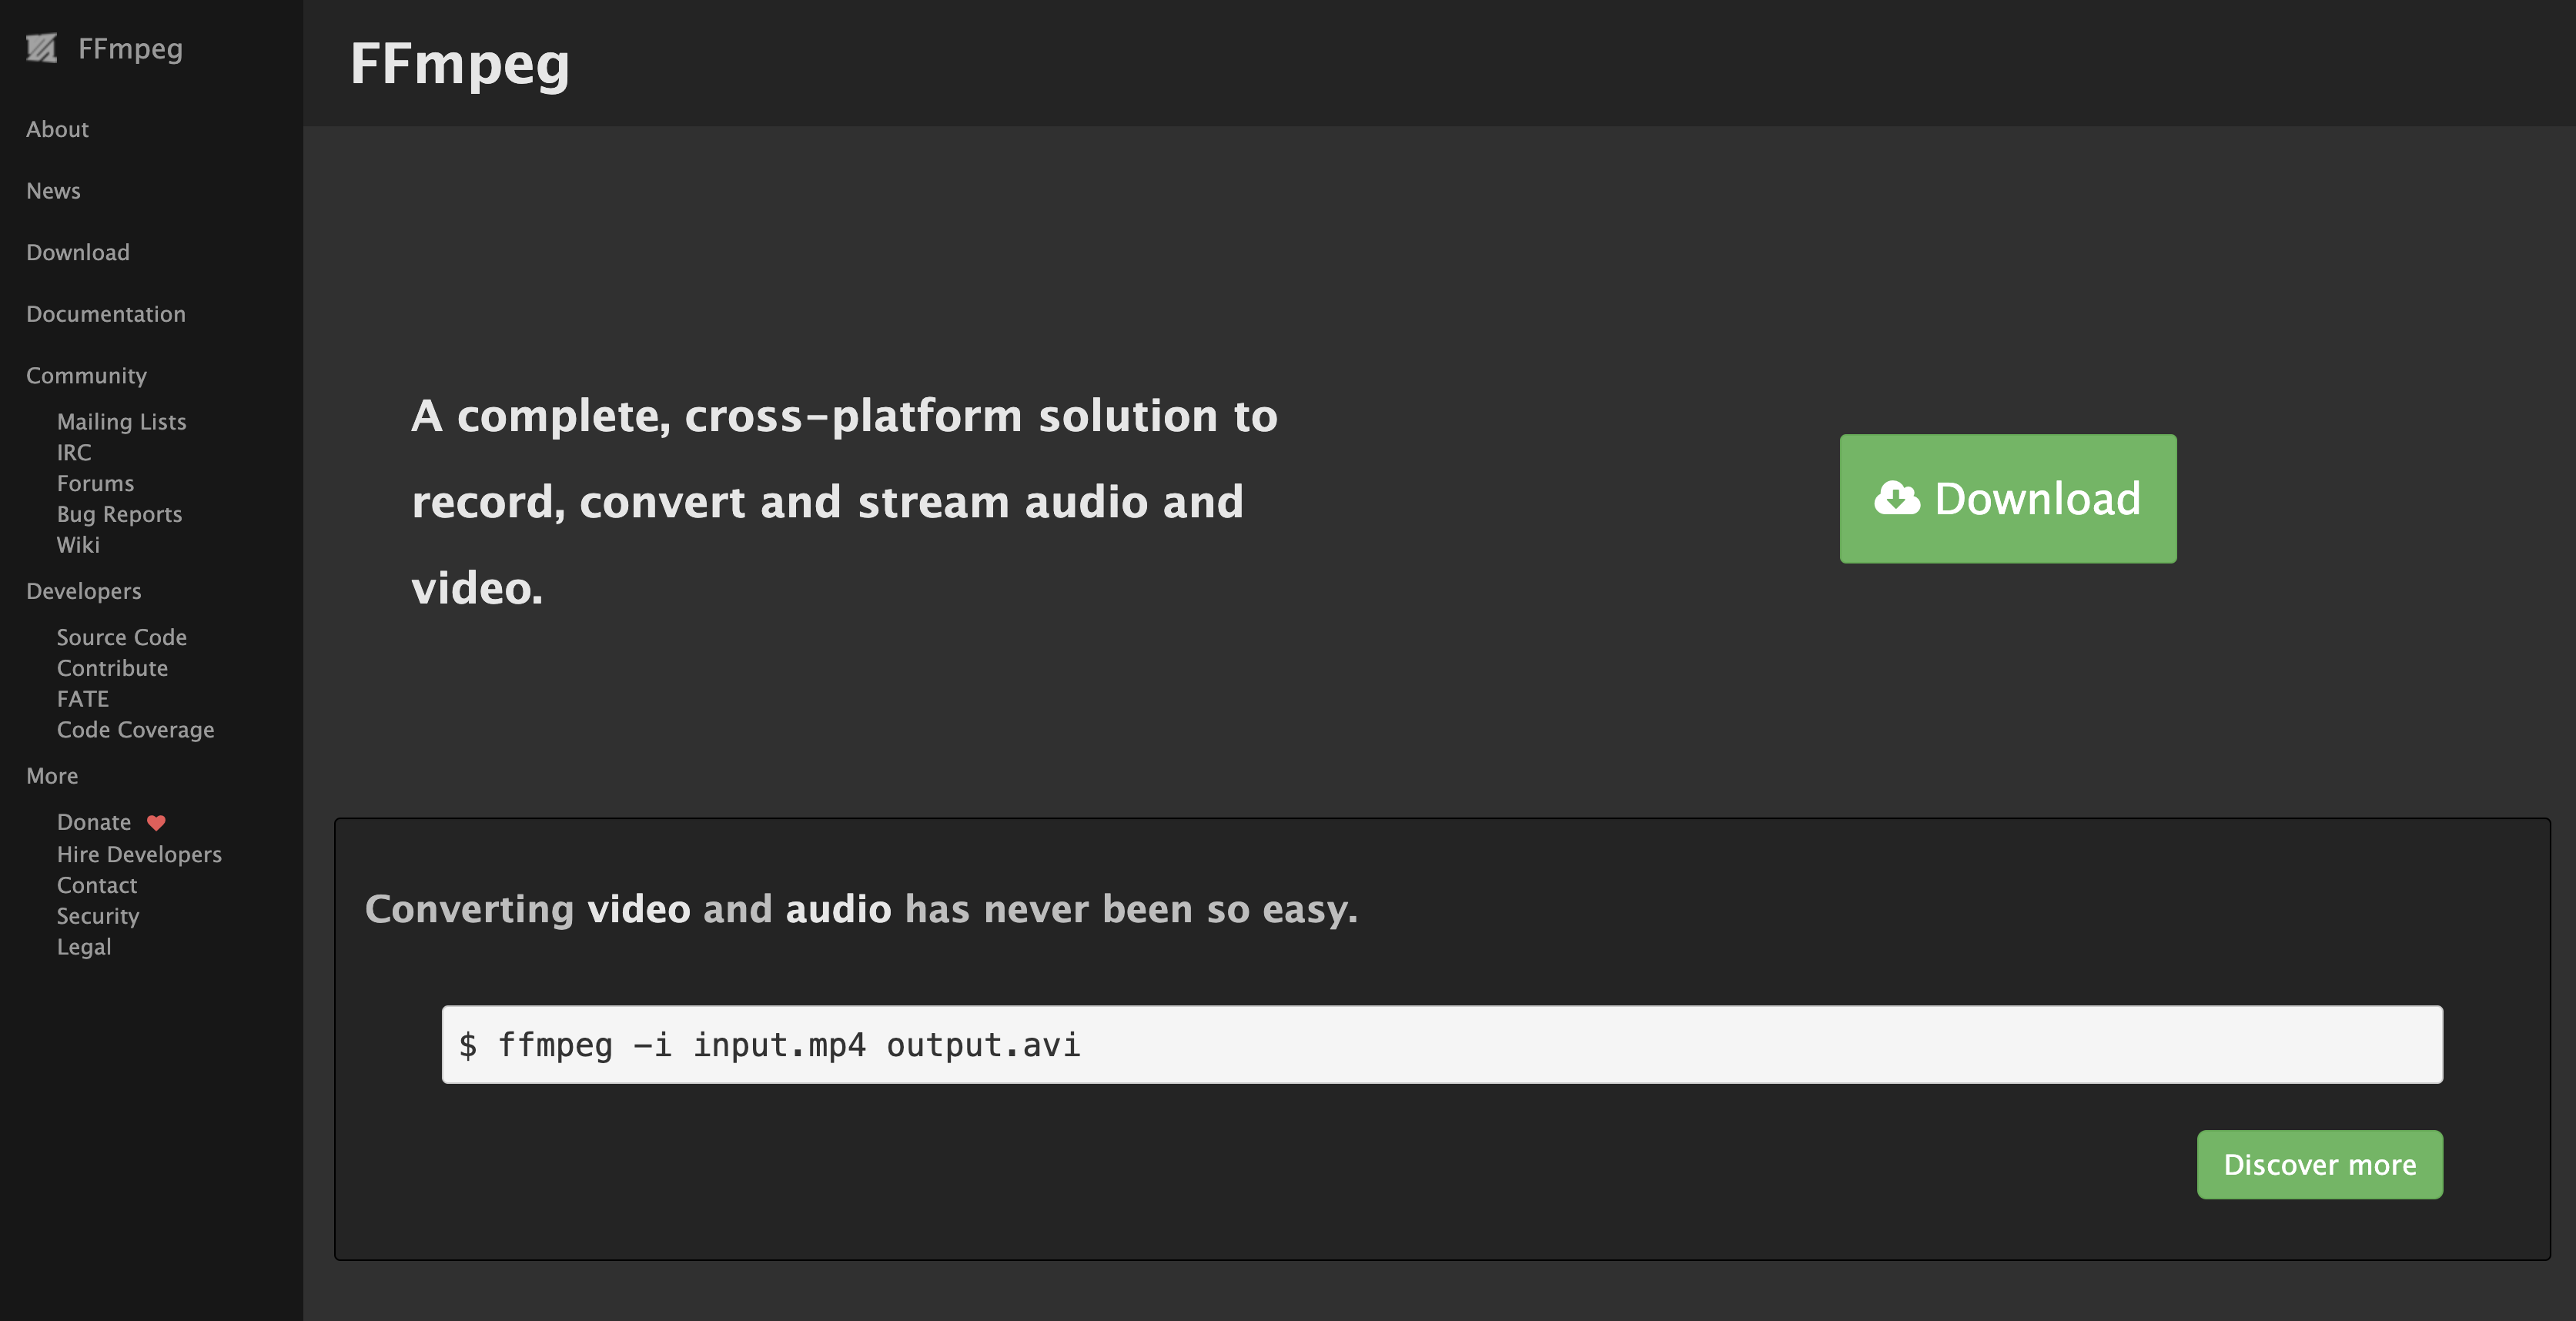 FFmpeg
About
News
Download
Documentation
Community
Mailing Lists
IRC
Forums
Bug Reports
Wiki
Developers
Source Code
Contribute
FATE
Code Coverage
More
Donate
Hire Developers
Contact
Security
Legal
FFmpeg
A complete, cross-platform solution to
record, convert and stream audio and
video.
Download
Converting video and audio has never been so easy.
$ ffmpeg -i input.mp4 output.avi
Discover more